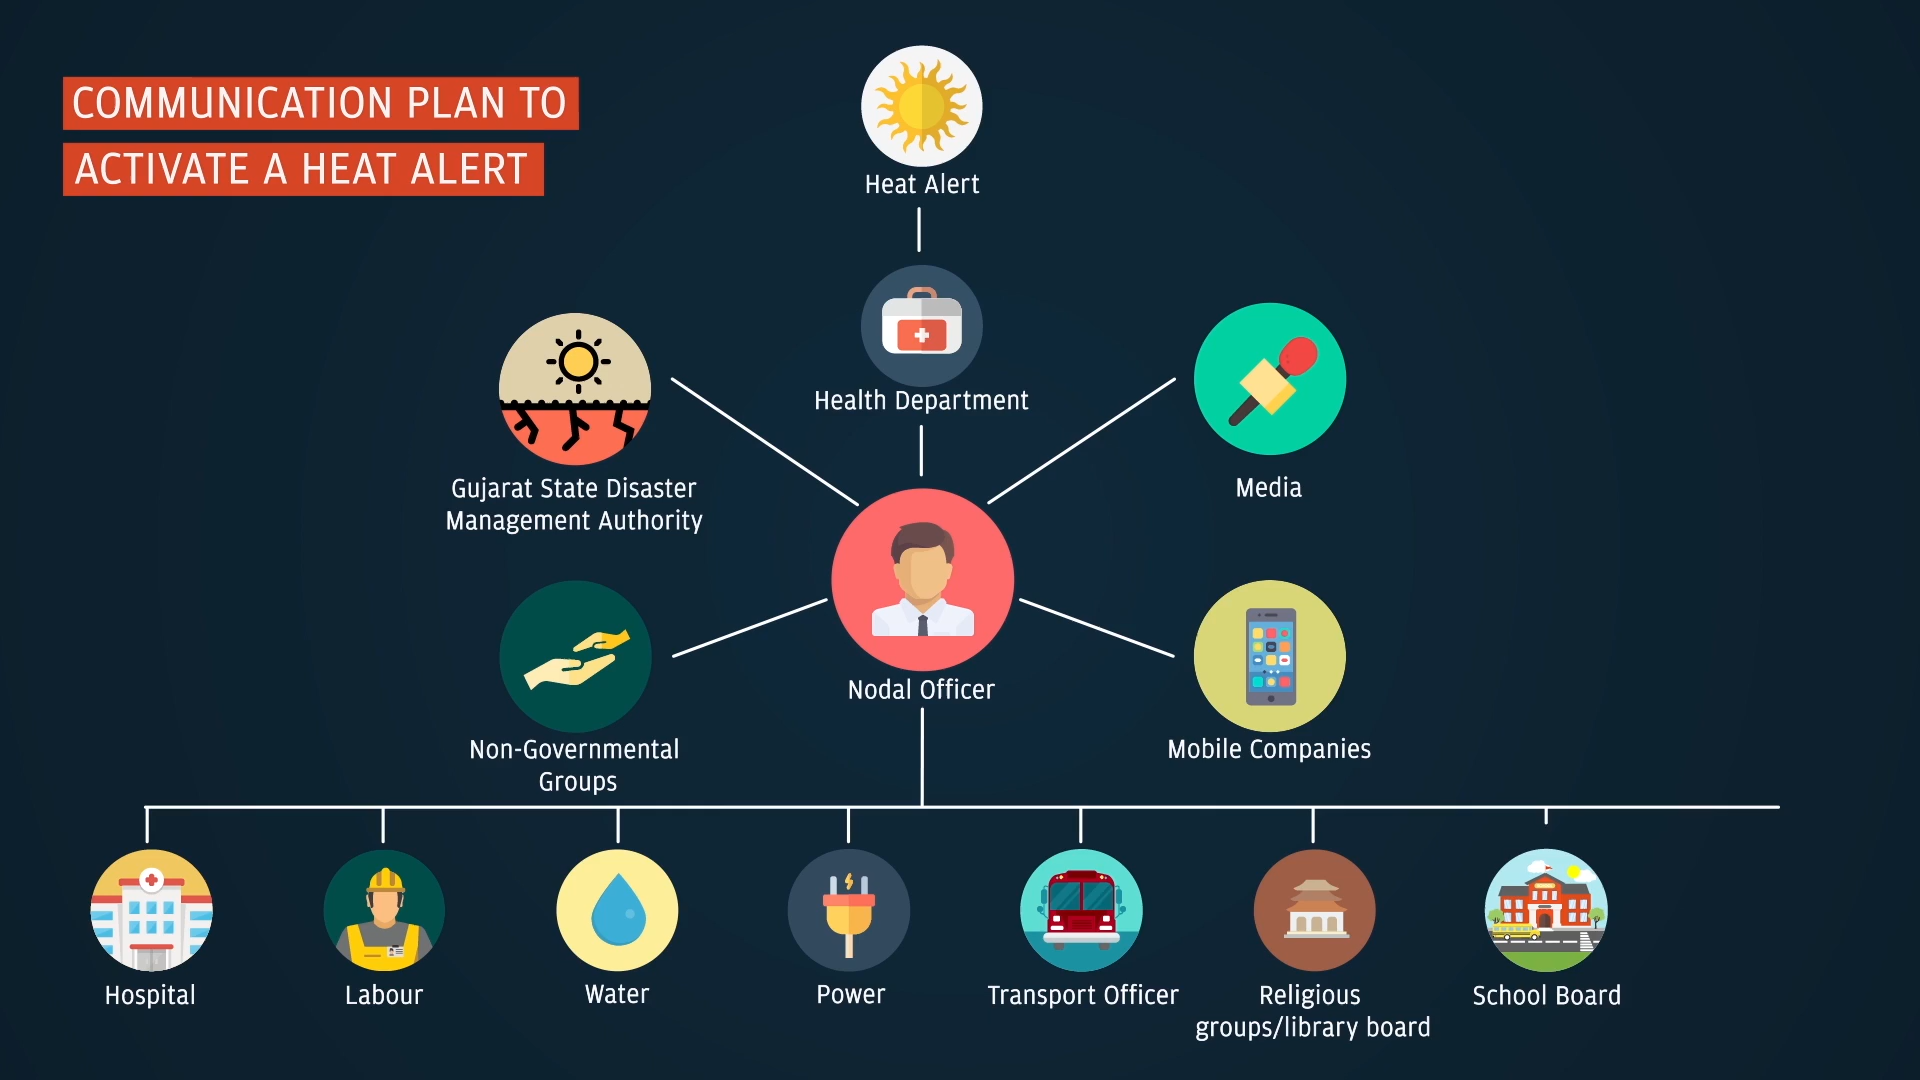 COMMUNICATION PLAN TO
ACTIVATE A HEAT ALERT
Heat Alert
Health Department
Gujarat State Disaster
Management Authority
Media
Nodal Officer
Non-Governmental
Groups
Mobile Companies
Hospital
Labour
Water
Power
Transport Officer
Religious
groups/library board
School Board